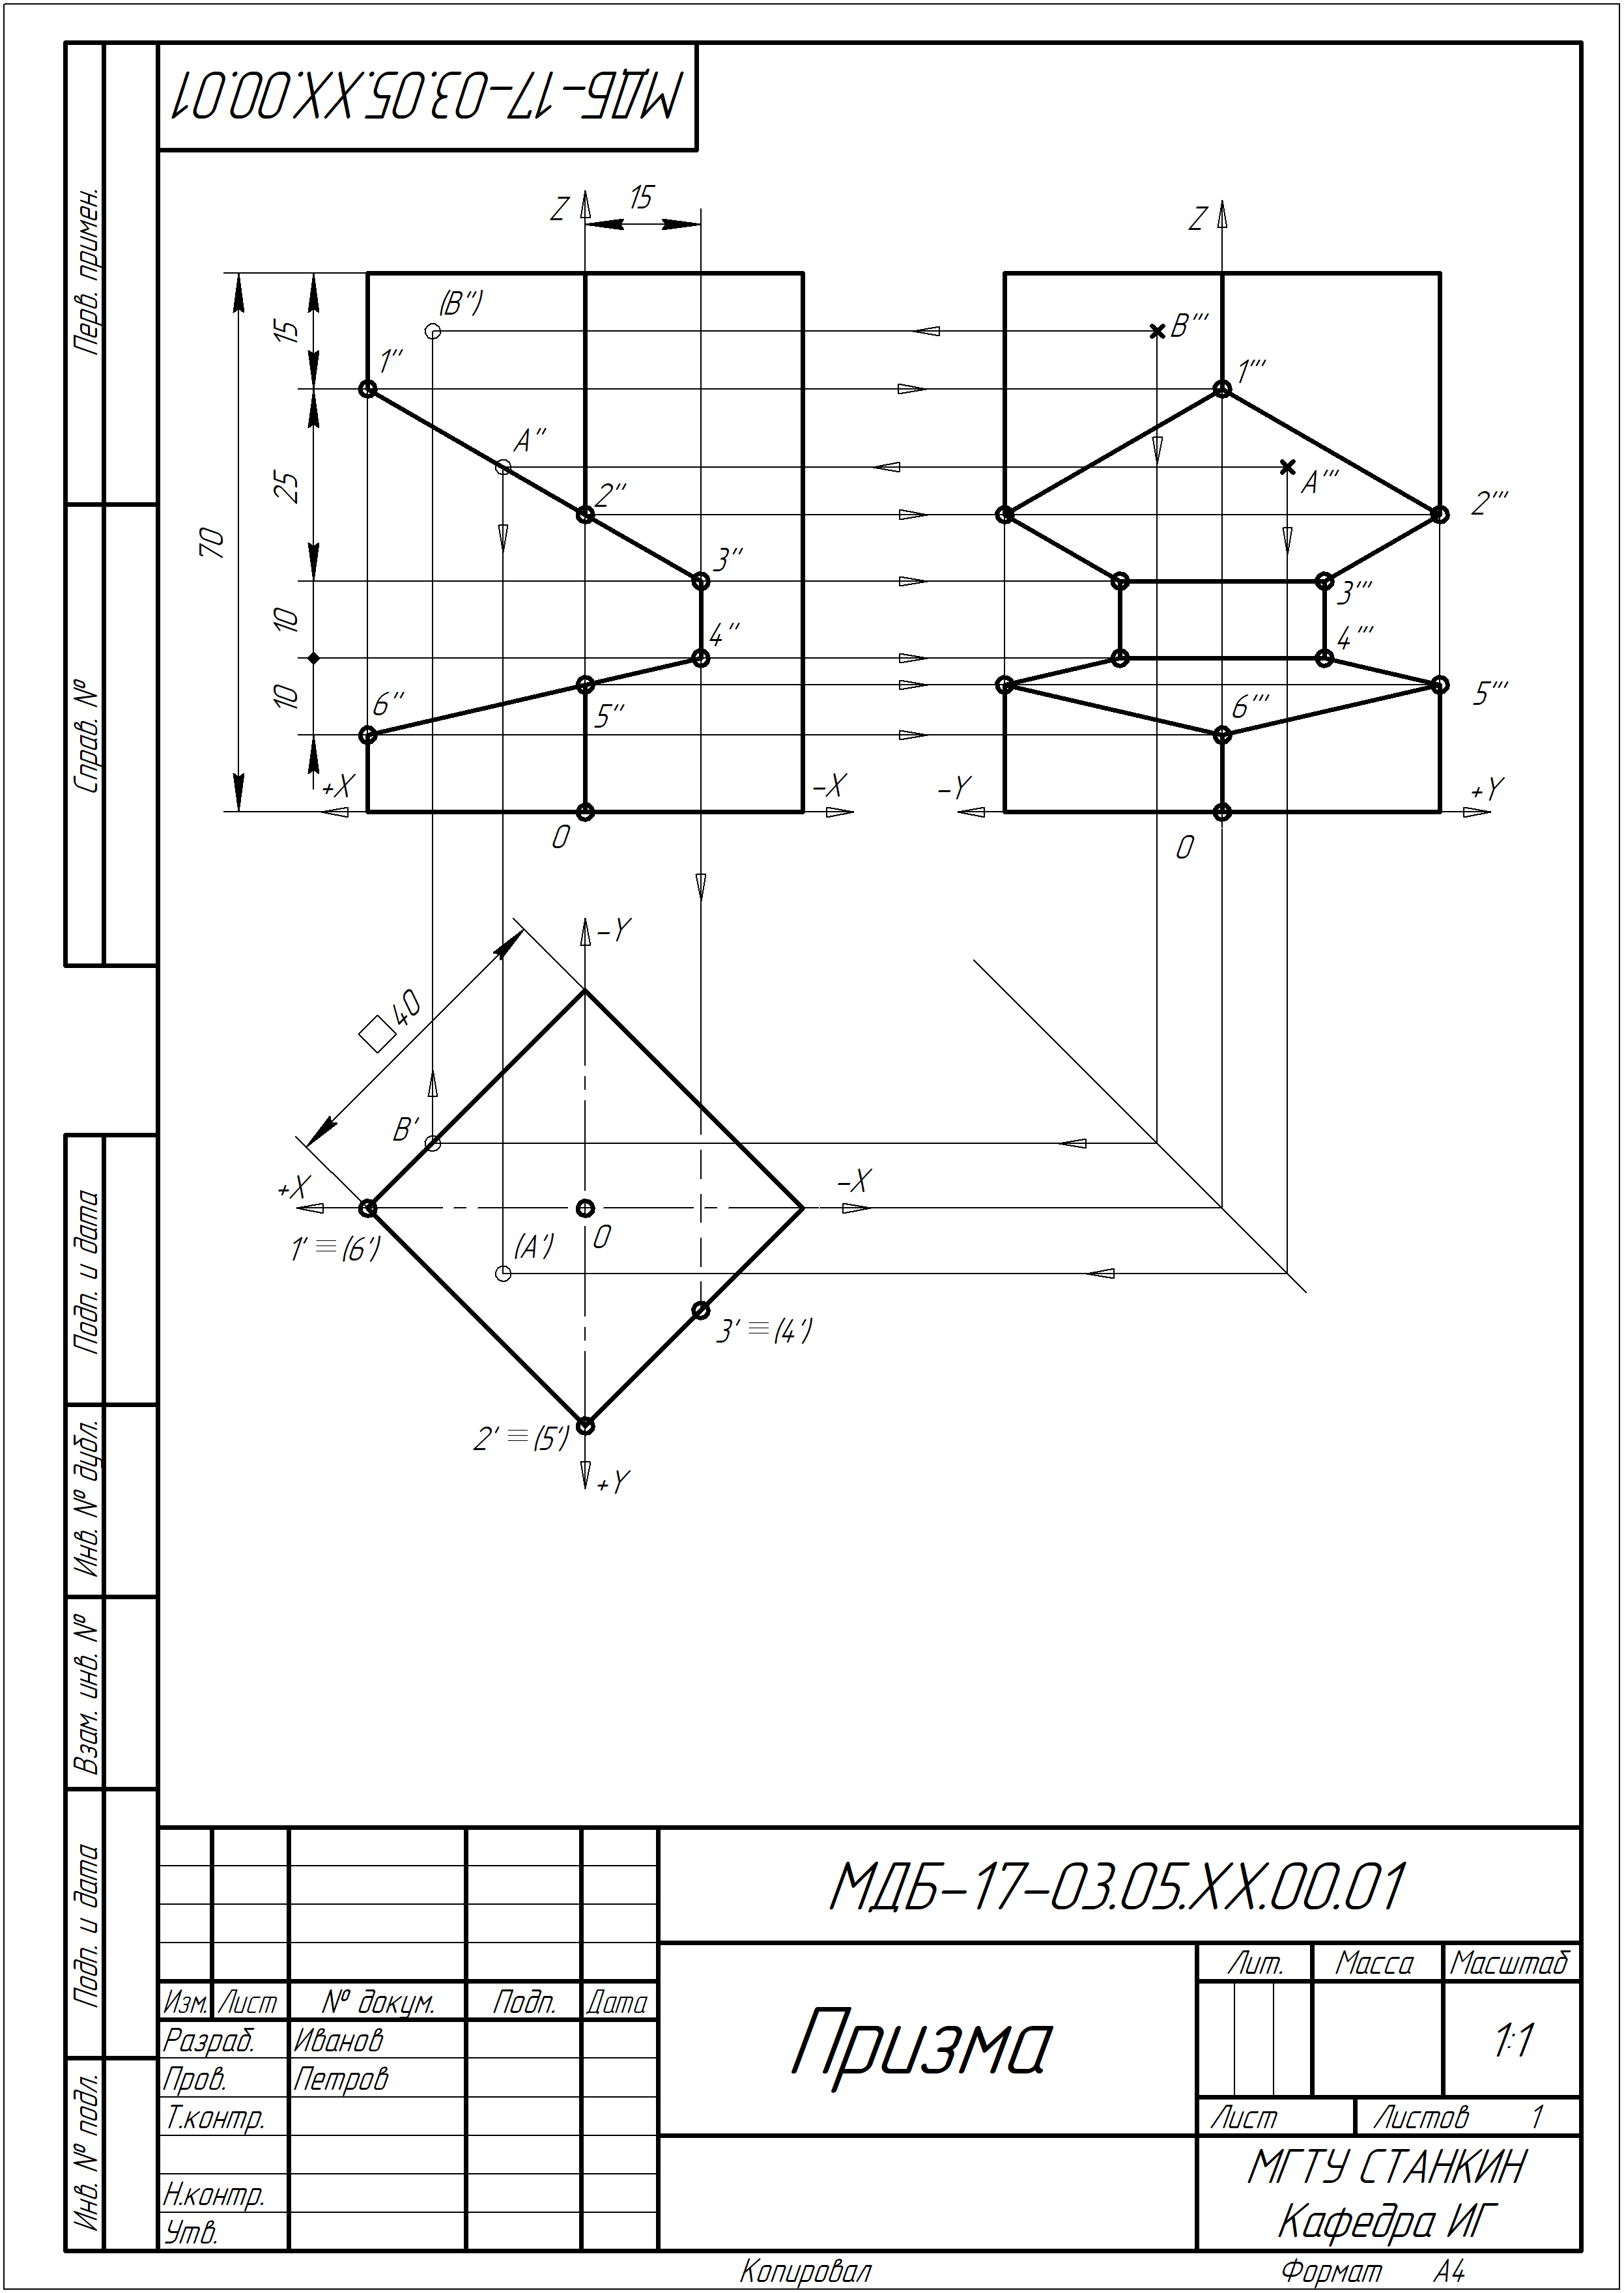 МДБ-17-03.05.XX.00.01
Перв. примен.
Справ. №
Подп. и дата
Инв. № дубл.
Взам. инв. №
Подп. и дата
Инв. № подл.
Z
15
Z
(B")
B"'
15
1"
1"'
A"
A"'
25
2"
2"'
70
3"
3"'
10
4"
4"'
10
6"
5"
6"'
5"'
+X
-X
-Y
+Y
O
O
-Y
□ 40
B'
+X
-X
1' ≡ (6')
(A')
O
3' ≡ (4')
2' ≡ (5')
+Y
МДБ-17-03.05.XX.00.01
Лит. Масса Масштаб
Изм. Лист № докум. Подп. Дата
Разраб. Иванов
Призма
1:1
Пров. Петров
Т.контр.
Лист Листов 1
МГТУ СТАНКИН
Н.контр.
Кафедра ИГ
Утв.
Копировал Формат А4